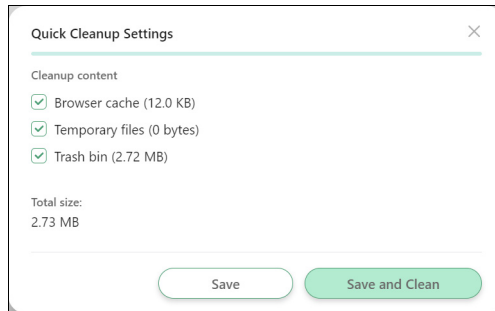 Quick Cleanup Settings
Cleanup content
Browser cache (12.0 KB)
Temporary files (0 bytes)
Trash bin (2.72 MB)
Total size:
2.73 MB
Save
Save and Clean